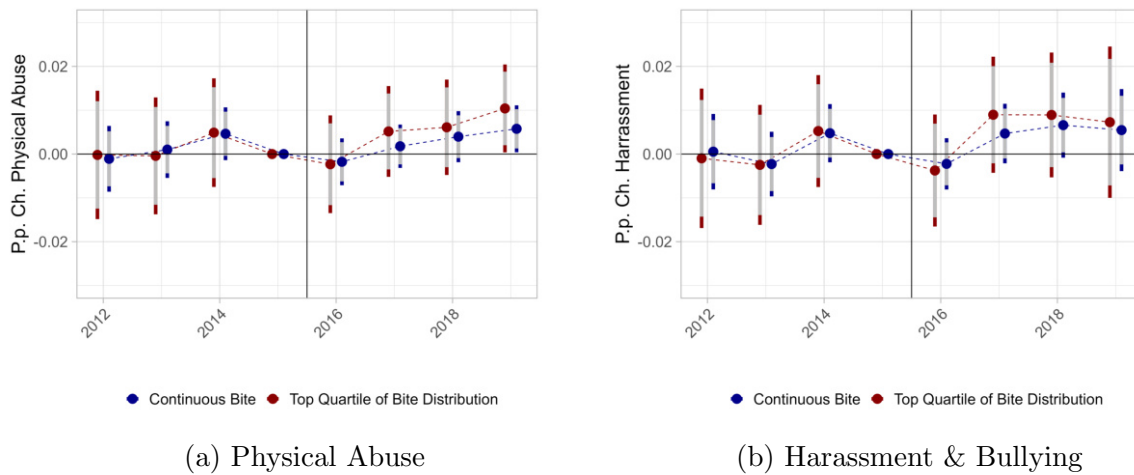 P.p. Ch. Physical Abuse
0.02
0.00
-0.02
2012
2014
2016
2018
Continuous Bite Top Quartile of Bite Distribution
(a) Physical Abuse
P.p. Ch. Harrassment
0.02
0.00
-0.02
2012
2014
2016
2018
Continuous Bite Top Quartile of Bite Distribution
(b) Harassment & Bullying